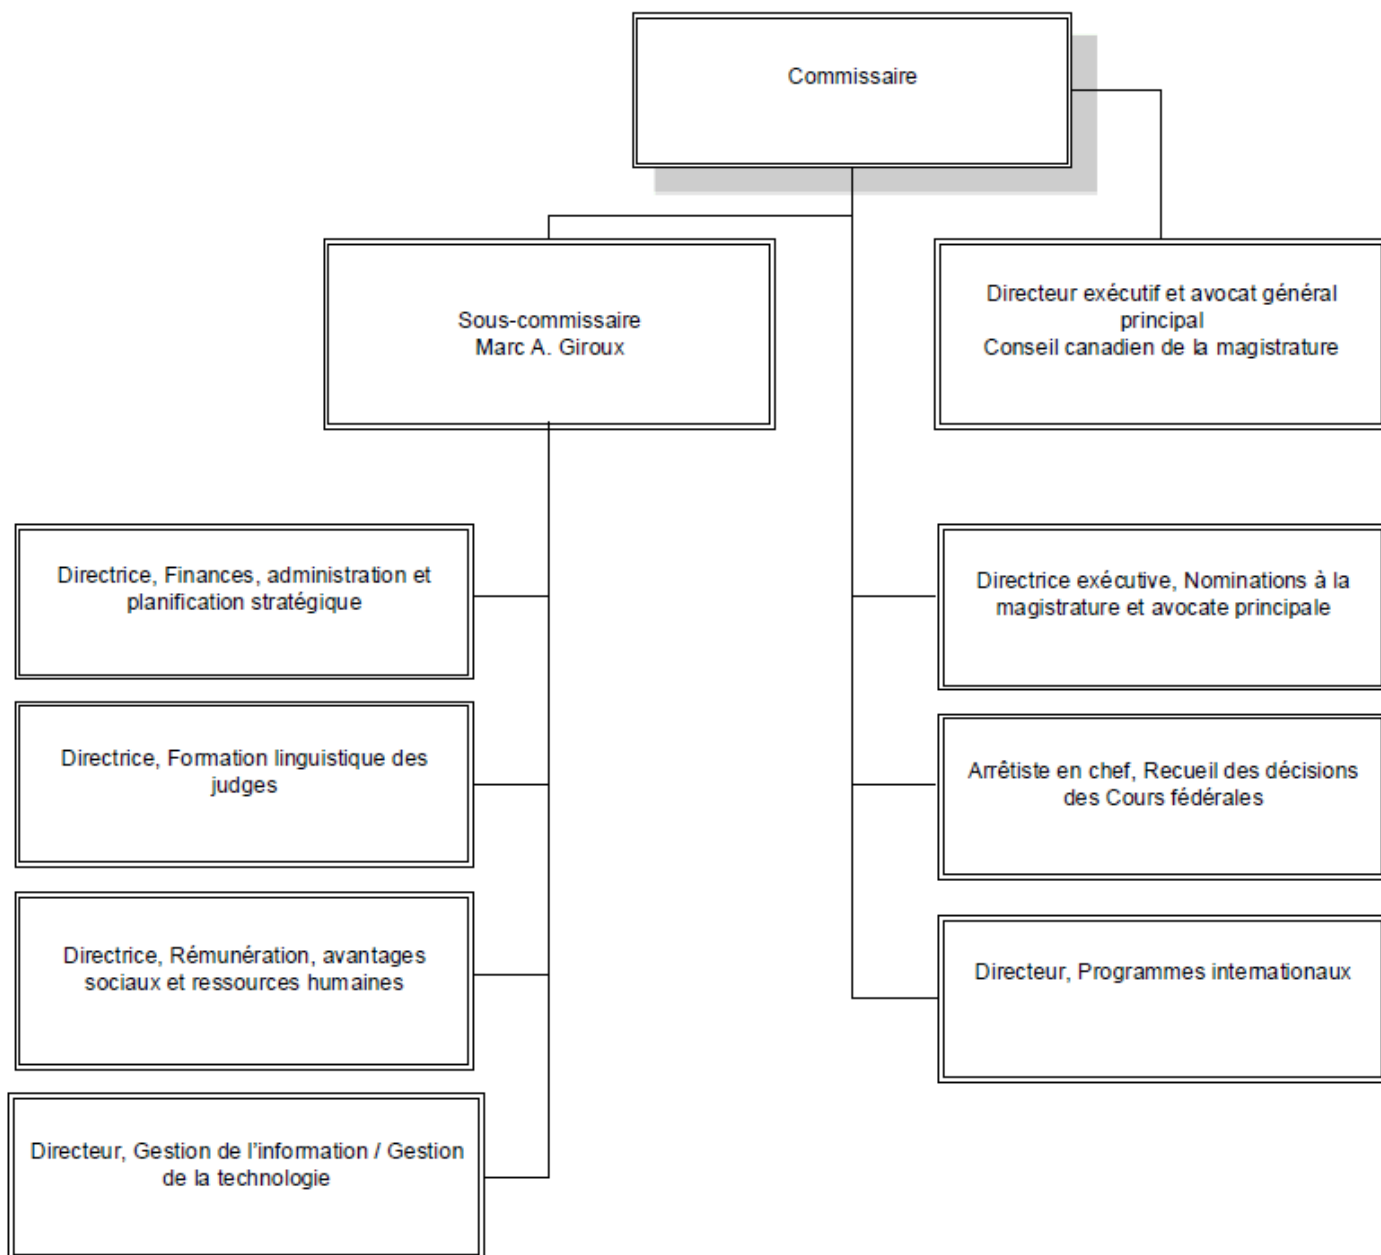 Commissaire
Sous-commissaire
Marc A. Giroux
Directeur exécutif et avocat général
principal
Conseil canadien de la magistrature
Directrice, Finances, administration et
planification stratégique
Directrice, Formation linguistique des
judges
Directrice, Rémunération, avantages
sociaux et ressources humaines
Directeur, Gestion de l'information / Gestion
de la technologie
Directrice exécutive, Nominations à la
magistrature et avocate principale
Arrêtiste en chef, Recueil des décisions
des Cours fédérales
Directeur, Programmes internationaux